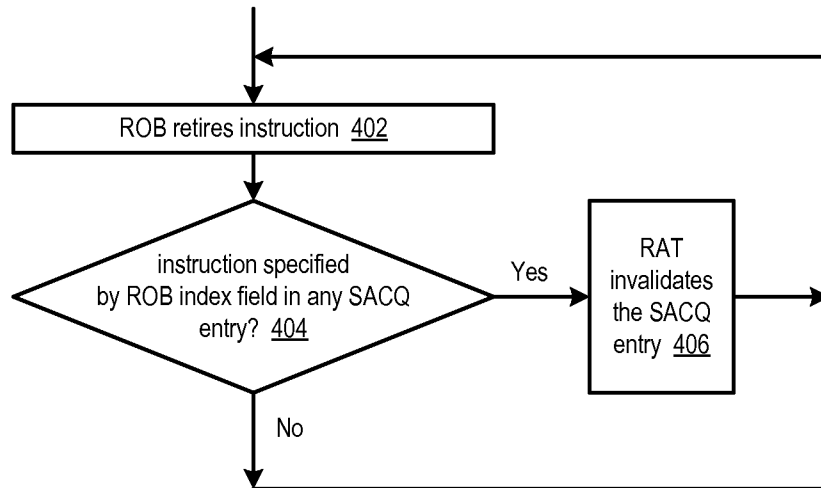 ROB retires instruction 402
instruction specified
by ROB index field in any SACQ
entry? 404
Yes
RAT
invalidates
the SACQ
entry 406
No